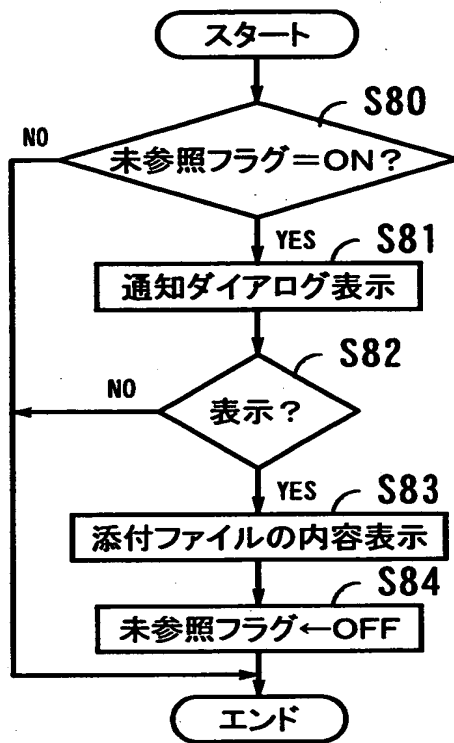 スタート
S80
NO
未参照フラグ＝ON？
YES
S81
通知ダイアログ表示
S82
NO
表示？
YES
S83
添付ファイルの内容表示
S84
未参照フラグ←OFF
エンド